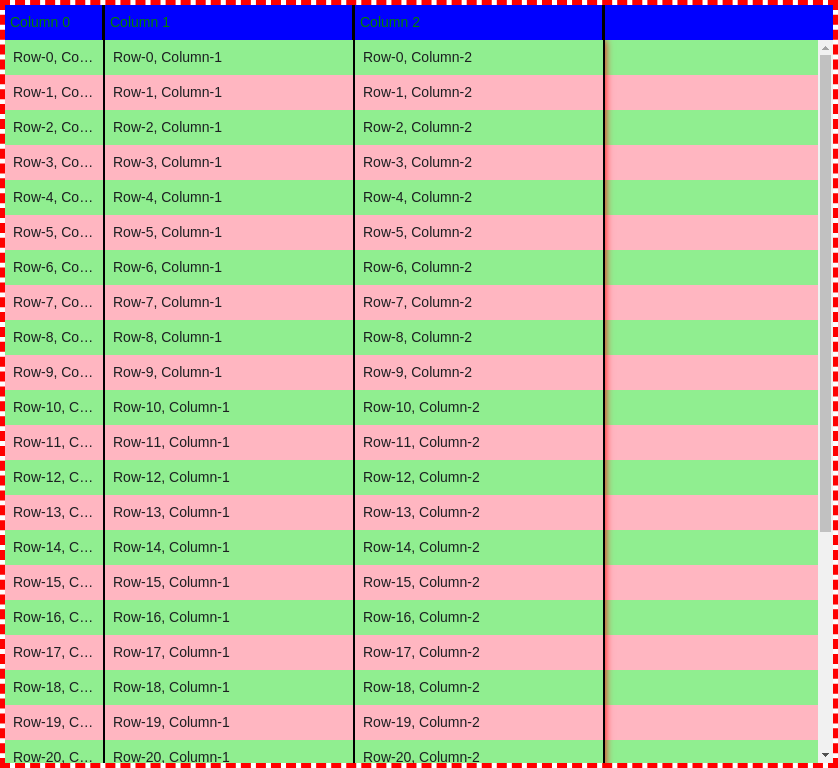 Column 0 Column 1 Column 2
Row-0, Co… Row-0, Column-1 Row-0, Column-2
Row-1, Co… Row-1, Column-1 Row-1, Column-2
Row-2, Co… Row-2, Column-1 Row-2, Column-2
Row-3, Co… Row-3, Column-1 Row-3, Column-2
Row-4, Co… Row-4, Column-1 Row-4, Column-2
Row-5, Co… Row-5, Column-1 Row-5, Column-2
Row-6, Co… Row-6, Column-1 Row-6, Column-2
Row-7, Co… Row-7, Column-1 Row-7, Column-2
Row-8, Co… Row-8, Column-1 Row-8, Column-2
Row-9, Co… Row-9, Column-1 Row-9, Column-2
Row-10, C… Row-10, Column-1 Row-10, Column-2
Row-11, C… Row-11, Column-1 Row-11, Column-2
Row-12, C… Row-12, Column-1 Row-12, Column-2
Row-13, C… Row-13, Column-1 Row-13, Column-2
Row-14, C… Row-14, Column-1 Row-14, Column-2
Row-15, C… Row-15, Column-1 Row-15, Column-2
Row-16, C… Row-16, Column-1 Row-16, Column-2
Row-17, C… Row-17, Column-1 Row-17, Column-2
Row-18, C… Row-18, Column-1 Row-18, Column-2
Row-19, C… Row-19, Column-1 Row-19, Column-2
Row-20, C… Row-20, Column-1 Row-20, Column-2